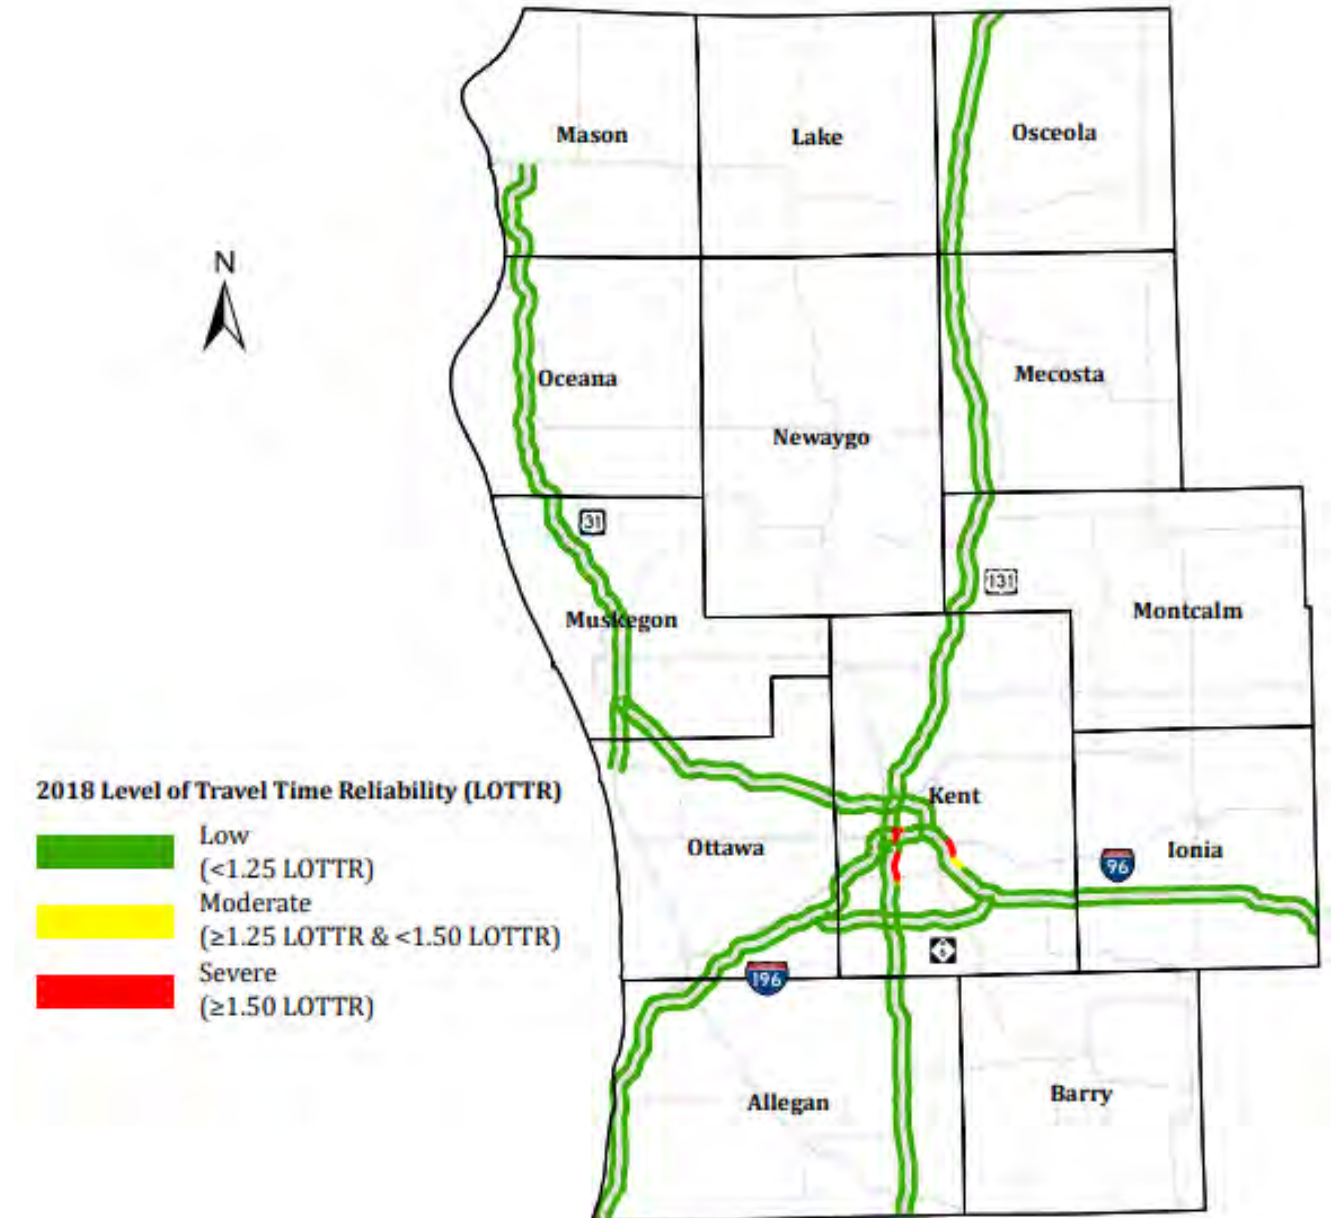 Mason
Lake
Osceola
N
Oceana
Mecosta
Newaygo
31
131
Muskegon
Montcalm
2018 Level of Travel Time Reliability (LOTTR)
Low
(<1.25 LOTTR)
Moderate
(≥1.25 LOTTR & <1.50 LOTTR)
Severe
(≥1.50 LOTTR)
Kent
Ottawa
Ionia
96
6
196
Allegan
Barry